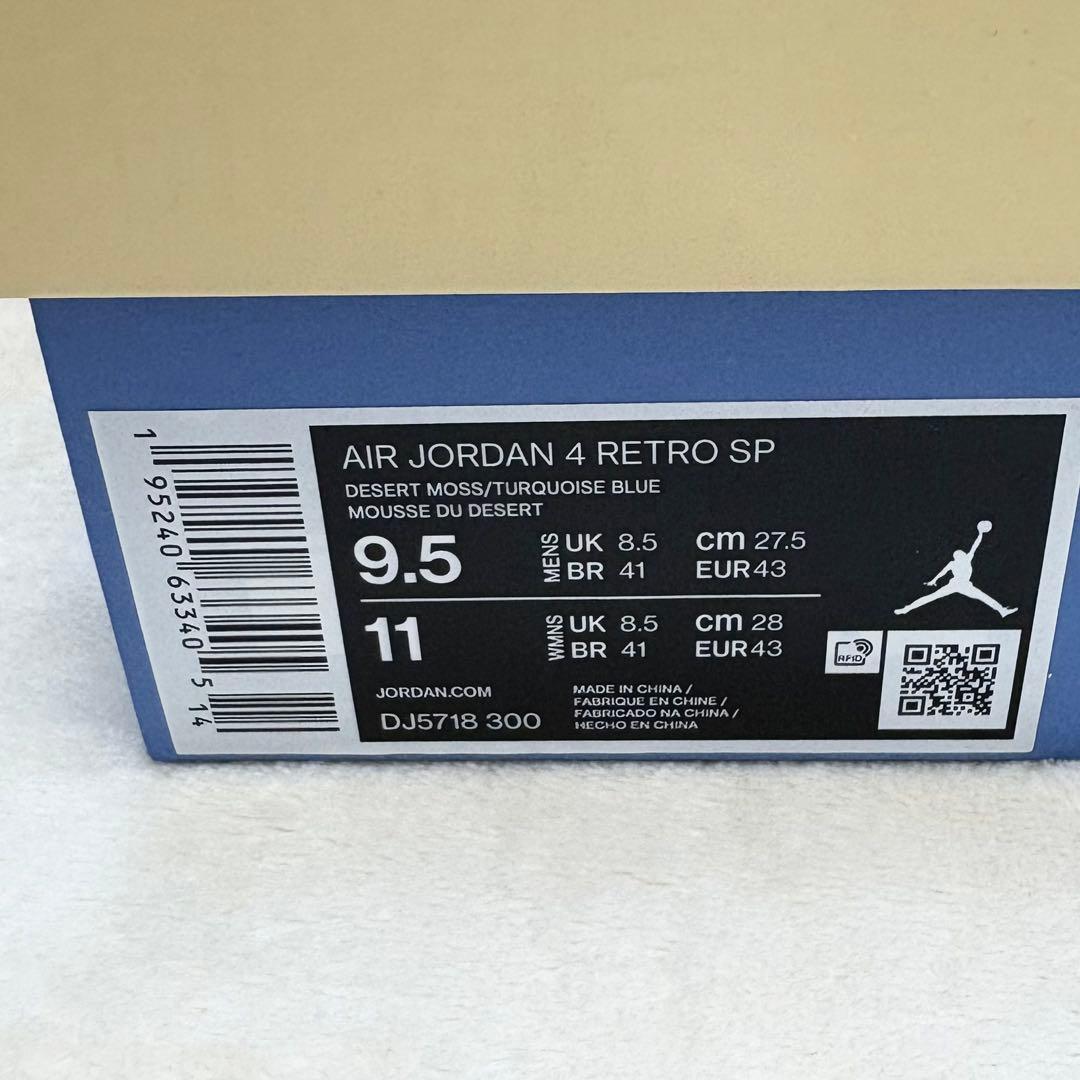 1 95240 63340 5 14
AIR JORDAN 4 RETRO SP
DESERT MOSS/TURQUOISE BLUE
MOUSSE DU DESERT
9.5 MENS UK 8.5 cm 27.5
BR 41 EUR 43
11 WMNS UK 8.5 cm 28
BR 41 EUR 43
RFID
JORDAN.COM
DJ5718 300
MADE IN CHINA /
FABRIQUE EN CHINE /
FABRICADO NA CHINA /
HECHO EN CHINA